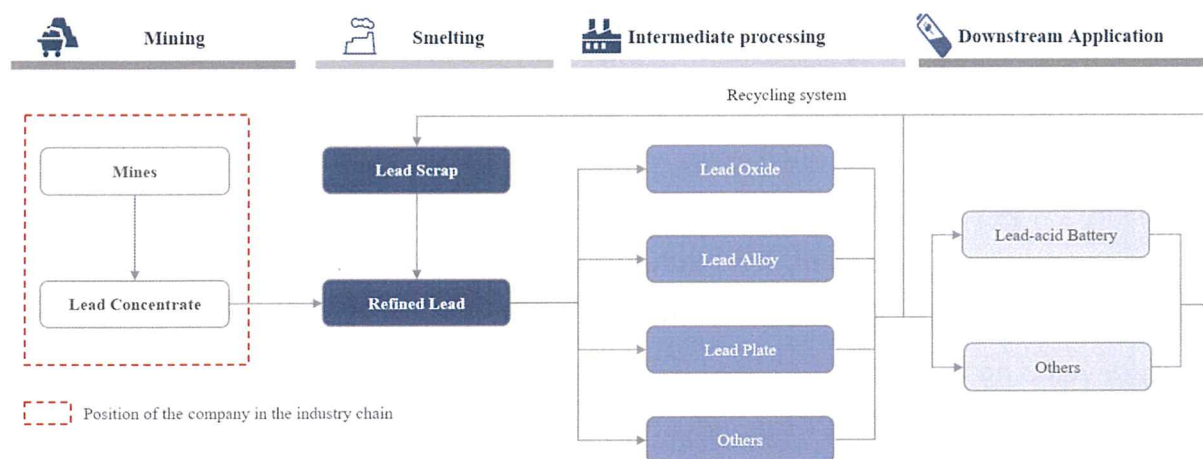 Mining
Smelting
Intermediate processing
Downstream Application
Recycling system
Mines
Lead Concentrate
Lead Scrap
Refined Lead
Lead Oxide
Lead Alloy
Lead Plate
Others
Lead-acid Battery
Others
Position of the company in the industry chain